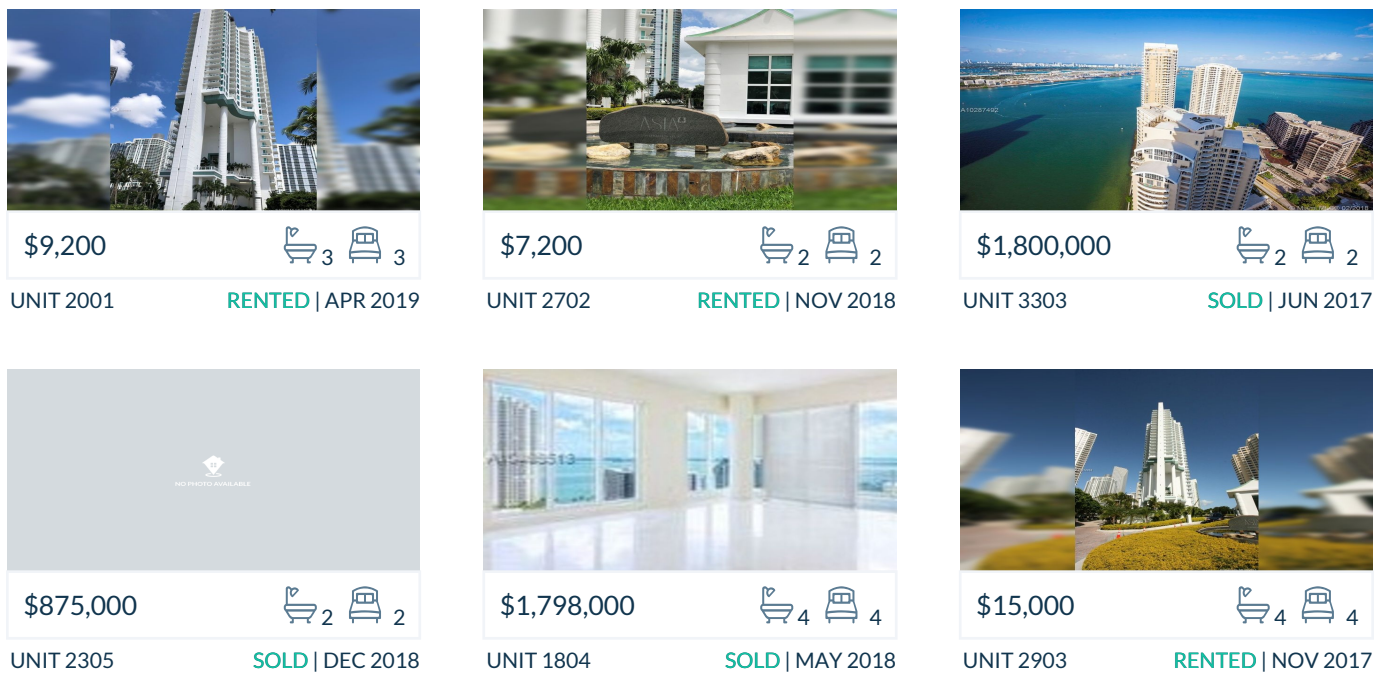 ASIA
A10287492
$9,200 3 3
$7,200 2 2
$1,800,000 2 2
UNIT 2001 RENTED | APR 2019
UNIT 2702 RENTED | NOV 2018
UNIT 3303 SOLD | JUN 2017
NO PHOTO AVAILABLE
$875,000 2 2
$1,798,000 4 4
$15,000 4 4
UNIT 2305 SOLD | DEC 2018
UNIT 1804 SOLD | MAY 2018
UNIT 2903 RENTED | NOV 2017